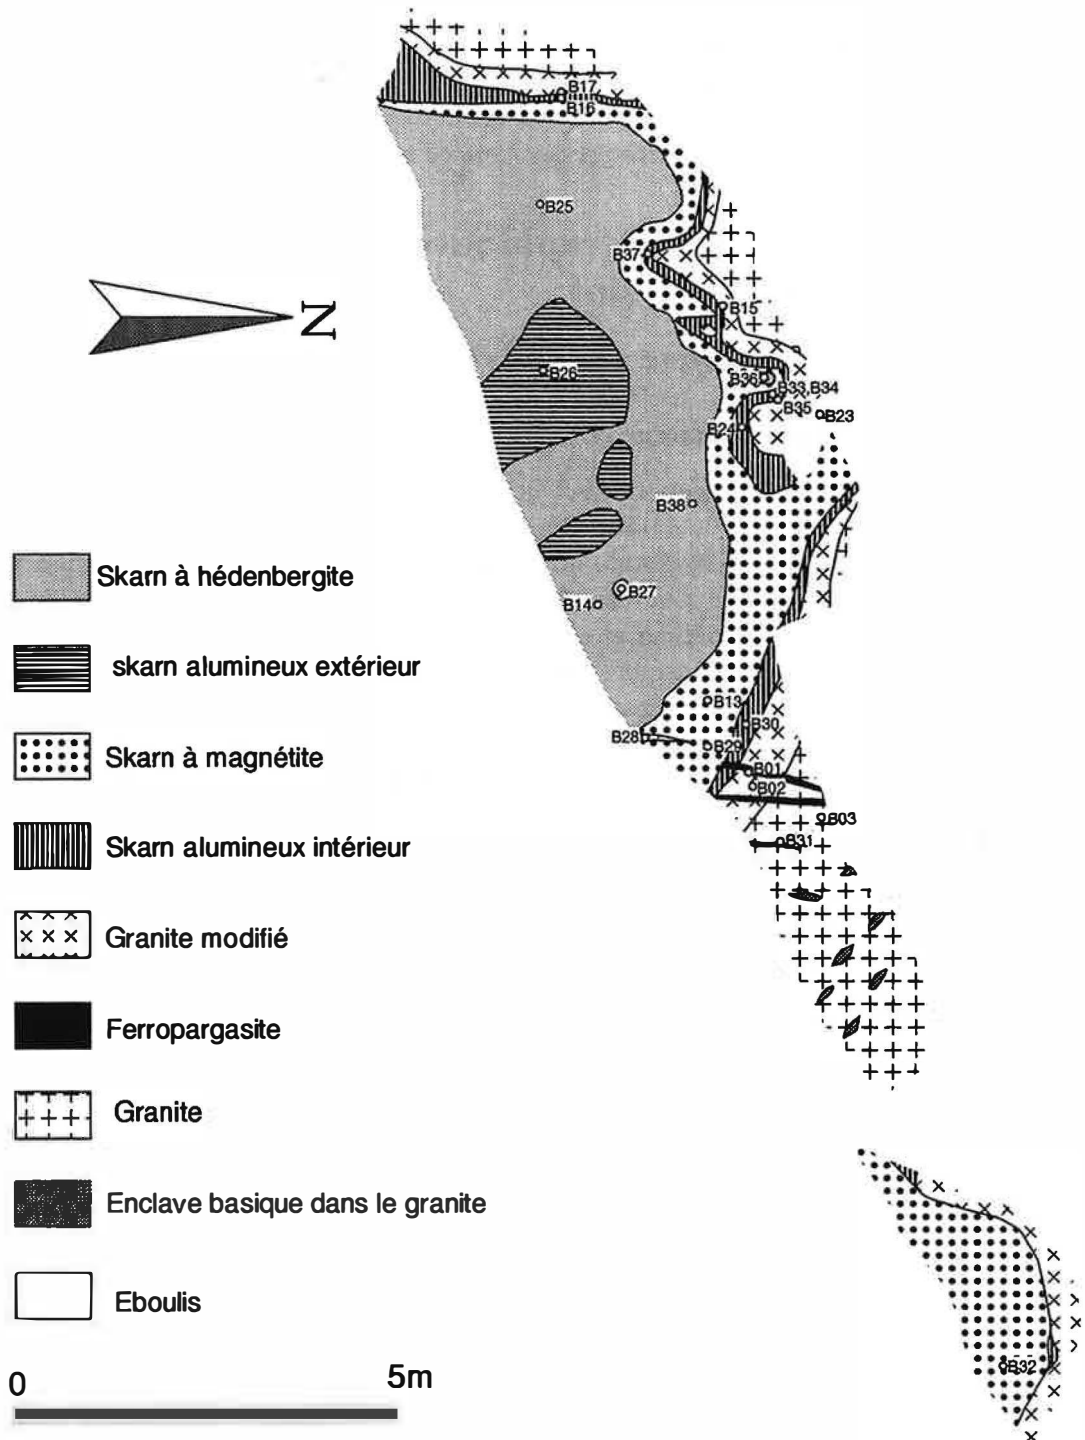 B17
B16
B25
B37
B15
B26
B36
B33,B34
B35
B23
B24
B38
B27
B14
B13
B30
B28
B29
B01
B02
B03
B31
B32
N
Skarn à hédenbergite
skarn alumineux extérieur
Skarn à magnétite
Skarn alumineux intérieur
Granite modifié
Ferropargasite
Granite
Enclave basique dans le granite
Eboulis
0 5m